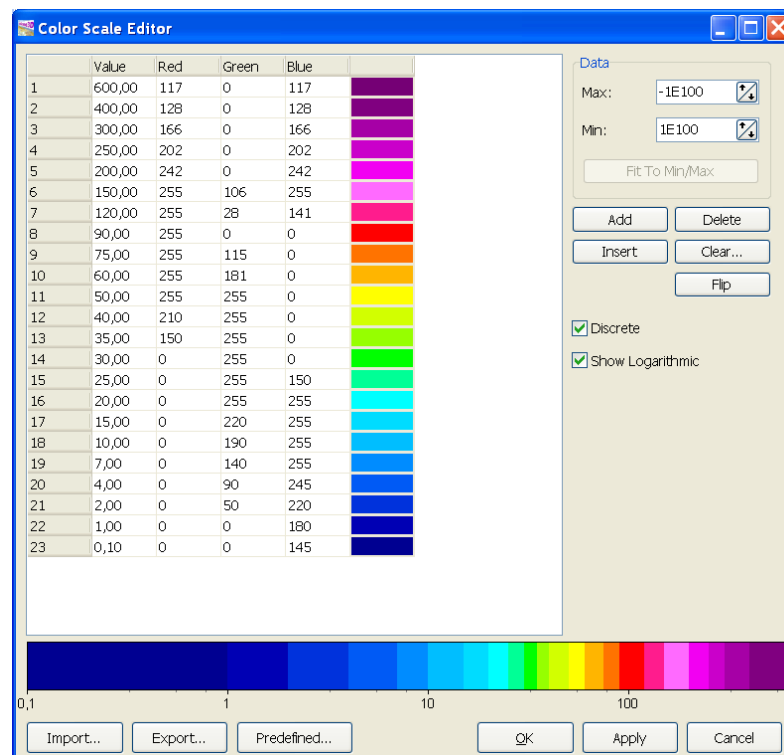 Color Scale Editor
Value Red Green Blue
1 600,00 117 0 117
2 400,00 128 0 128
3 300,00 166 0 166
4 250,00 202 0 202
5 200,00 242 0 242
6 150,00 255 106 255
7 120,00 255 28 141
8 90,00 255 0 0
9 75,00 255 115 0
10 60,00 255 181 0
11 50,00 255 255 0
12 40,00 210 255 0
13 35,00 150 255 0
14 30,00 0 255 0
15 25,00 0 255 150
16 20,00 0 255 255
17 15,00 0 220 255
18 10,00 0 190 255
19 7,00 0 140 255
20 4,00 0 90 245
21 2,00 0 50 220
22 1,00 0 0 180
23 0,10 0 0 145
Data
Max: -1E100
Min: 1E100
Fit To Min/Max
Add Delete
Insert Clear...
Flip
Discrete
Show Logarithmic
0,1 1 10 100
Import... Export... Predefined... OK Apply Cancel